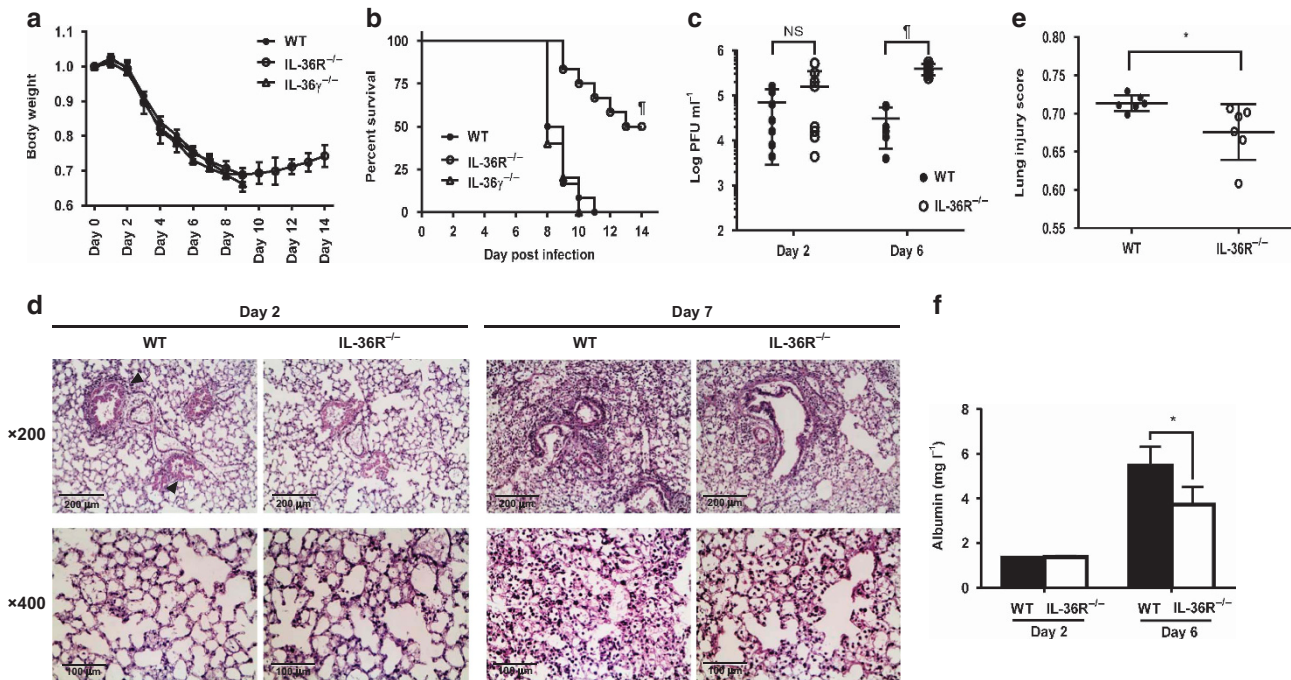 a
1.1
1.0
0.9
0.8
0.7
0.6
Body weight
WT
IL-36R−/−
IL-36γ−/−
Day 0
Day 2
Day 4
Day 6
Day 8
Day 10
Day 12
Day 14
b
100
75
50
25
0
Percent survival
¶
WT
IL-36R−/−
IL-36γ−/−
0 2 4 6 8 10 12 14
Day post infection
c
NS
¶
10⁶
10⁵
10⁴
10³
10²
10¹
Log PFU ml−1
WT
IL-36R−/−
Day 2 Day 6
e
*
0.80
0.75
0.70
0.65
0.60
0.55
Lung injury score
WT IL-36R−/−
d
Day 2 Day 7
WT IL-36R−/− WT IL-36R−/−
×200
200 μm 200 μm 200 μm 200 μm
×400
100 μm 100 μm 100 μm 100 μm
f
*
8
6
4
2
0
Albumin (mg l−1)
WT IL-36R−/− WT IL-36R−/−
Day 2 Day 6